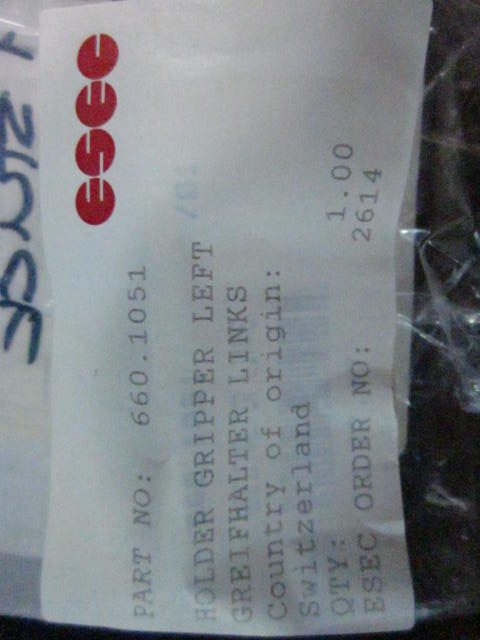 ESEC
PART NO: 660.1051
HOLDER GRIPPER LEFT
GREIFHALTER LINKS
Country of origin:
Switzerland
QTY: 1.00
ESEC ORDER NO: 2614